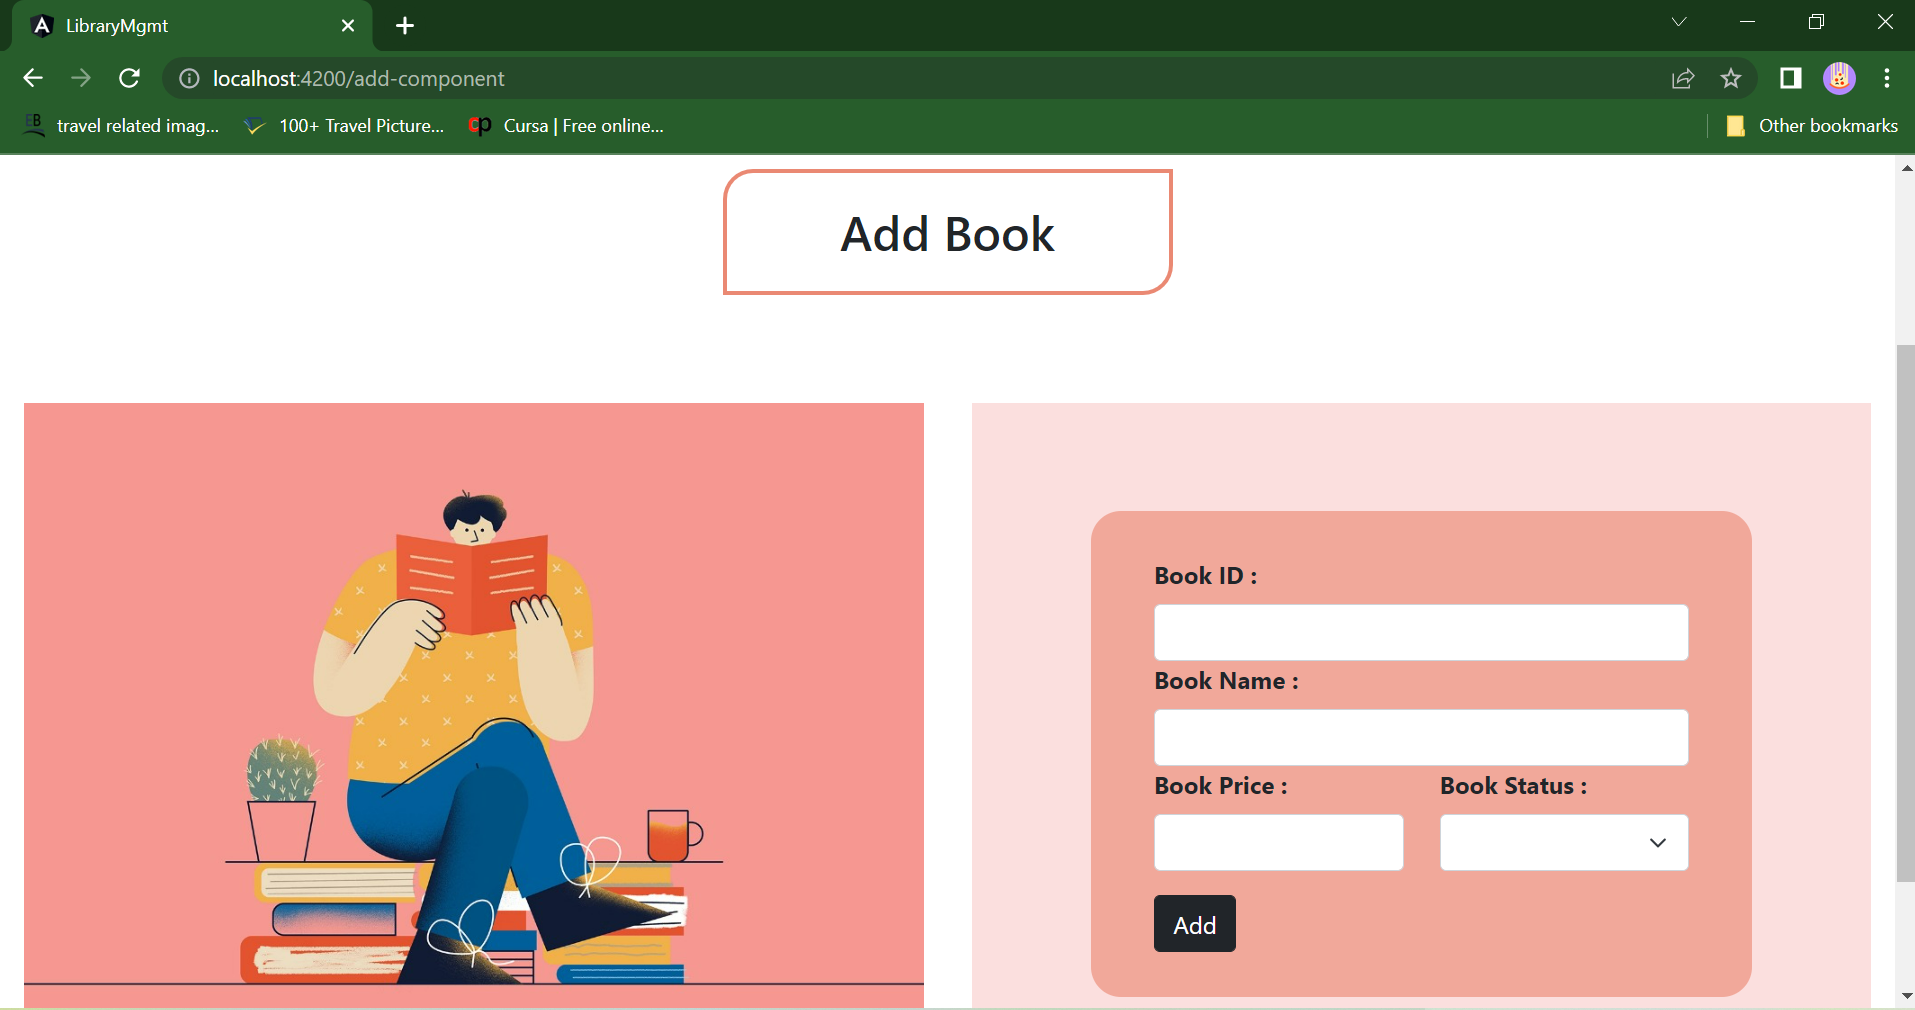 LibraryMgmt
localhost:4200/add-component
travel related imag... 100+ Travel Picture... Cursa | Free online... Other bookmarks
Add Book
Book ID :
Book Name :
Book Price : Book Status :
Add